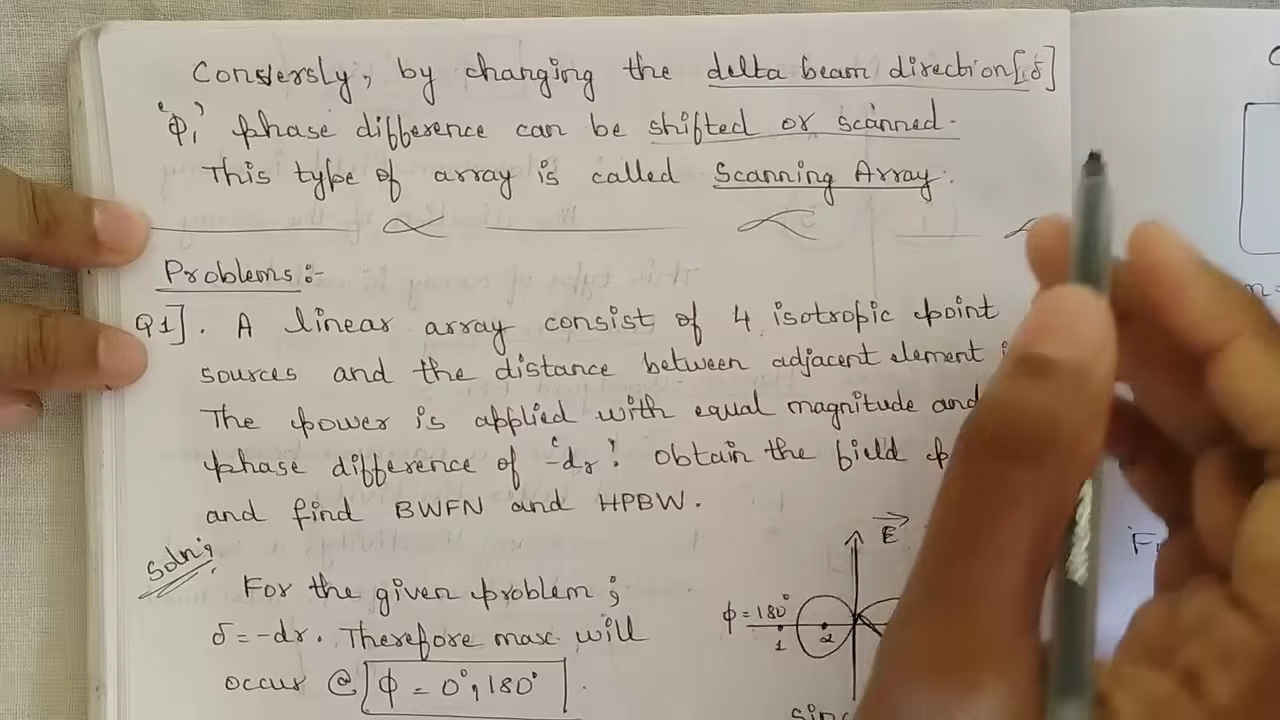 Conversly, by changing the delta beam direction[δ]
'φ,' phase difference can be shifted or scanned.
This type of array is called Scanning Array.
Problems :-
Q1]. A linear array consist of 4 isotropic point
sources and the distance between adjacent element
The power is applied with equal magnitude and
phase difference of '-dr'. obtain the field
and find BWFN and HPBW.
Soln;
For the given problem ;
δ = -dr. Therefore max will
occur @ φ = 0°, 180°
E
φ = 180°
1 2